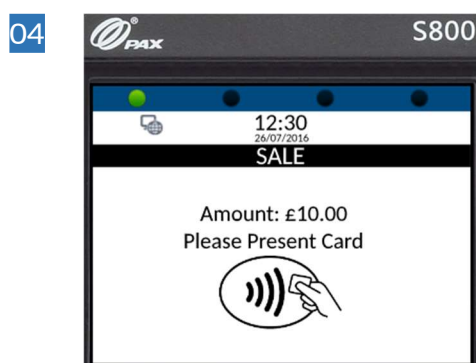 04
PAX
S800
12:30
26/07/2016
SALE
Amount: £10.00
Please Present Card